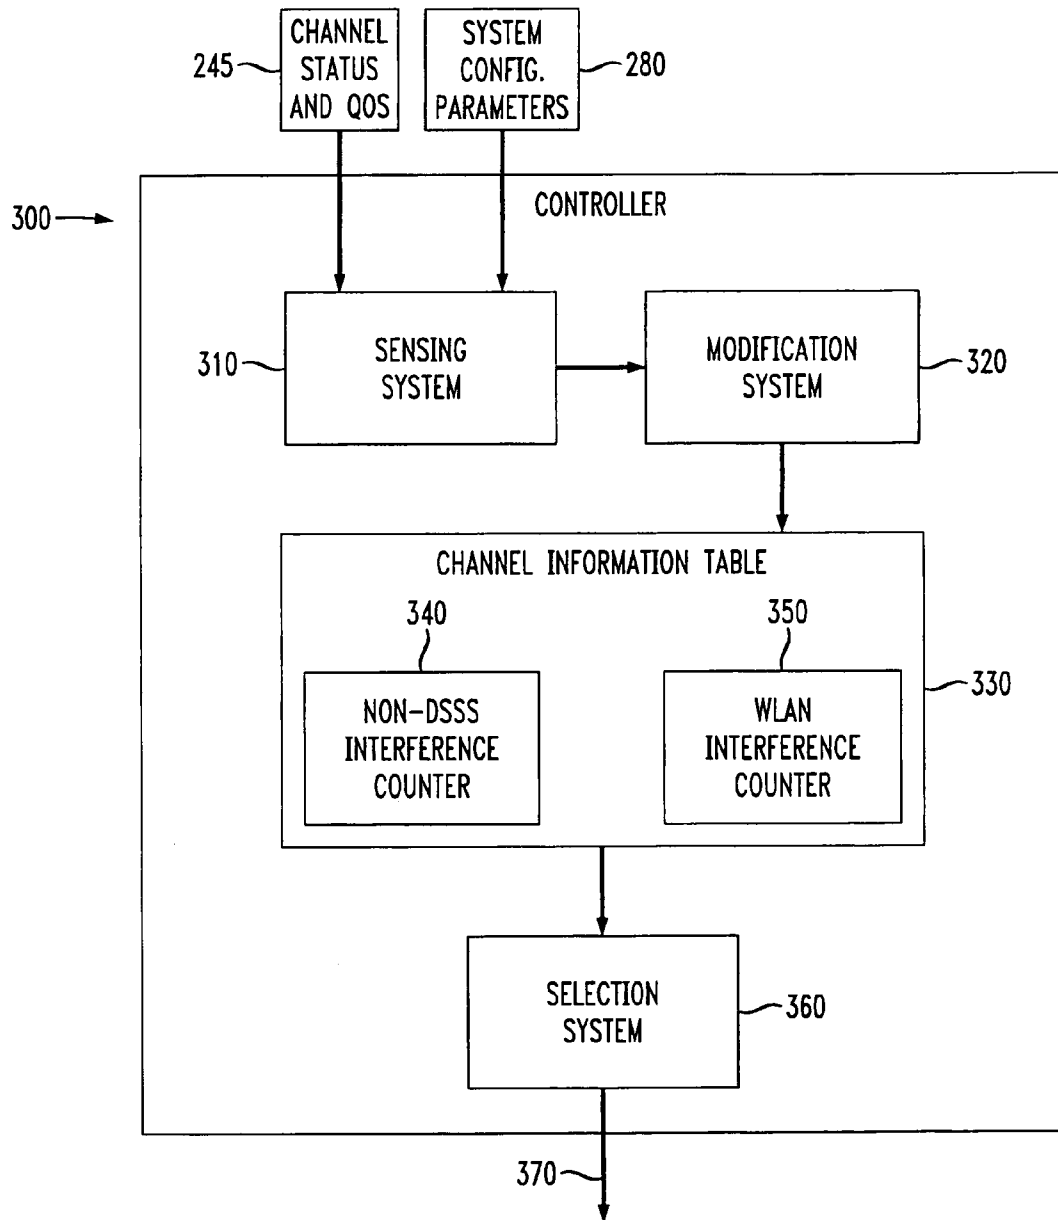 CHANNEL
STATUS
AND QOS
245
SYSTEM
CONFIG.
PARAMETERS
280
300
CONTROLLER
310
SENSING
SYSTEM
MODIFICATION
SYSTEM
320
CHANNEL INFORMATION TABLE
340
350
330
NON-DSSS
INTERFERENCE
COUNTER
WLAN
INTERFERENCE
COUNTER
SELECTION
SYSTEM
360
370